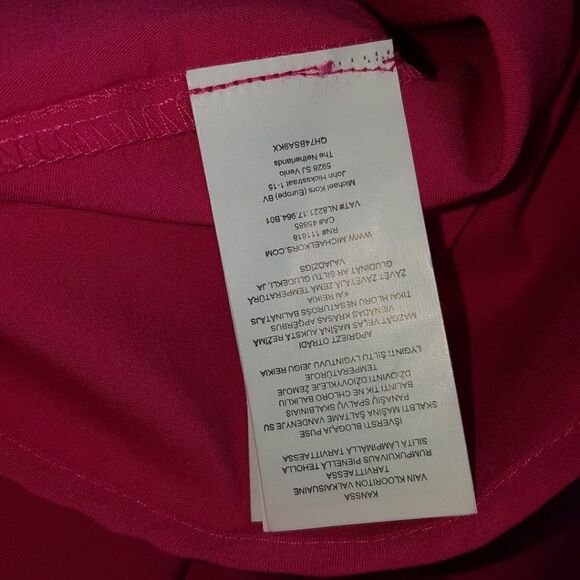 KANSSA
VAIN KLOORITON VALKAISUAINE
TARVITTAESSA
RUMPUKUIVAUS PIENELLÄ TEHOLLA
SILITÄ LÄMPIMÄLLÄ TARVITTAESSA
IŠVERSTI BLOGĄJA PUSE
SKALBTI MAŠINA ŠALTAME VANDENYJE SU
PANAŠIŲ SPALVŲ SKALBINIAIS
BALINTI TIK NE CHLORO BALIKLIU
DŽIOVINTI DŽIOVYKLĖJE ŽEMOJE
TEMPERATŪROJE
LYGINTI ŠILTU LYGINTUVU JEIGU REIKIA
APGRIEZT OTRĀDI
MAZGĀT VEĻAS MAŠĪNĀ AUKSTĀ REŽĪMĀ
VIENĀDAS KRĀSAS APĢĒRBUS
TIKAI HLORU NESATUROŠS BALINĀTĀJS
KAI REIKIA
ŽĀVĒT ŽĀVĒTĀJĀ ZEMĀ TEMPERATŪRĀ
GLUDINĀT AR SILTU GLUDEKLI, JA
VAJADZĪGS
WWW.MICHAELKORS.COM
RN# 111818
CA# 45985
VAT# NL8221.17.964.B01
Michael Kors (Europe) BV
John Hicksstraat 1-15
5928 SJ Venlo
The Netherlands
QH74BSA9KX